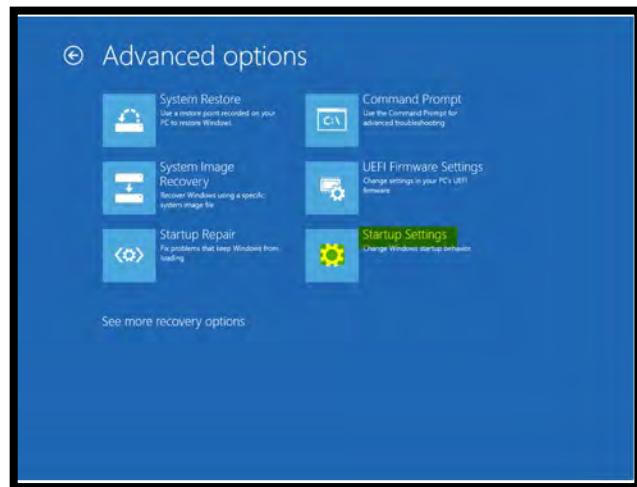 Advanced options
System Restore
Use a restore point recorded on your
PC to restore Windows
Command Prompt
Use the Command Prompt for
advanced troubleshooting
C:\
System Image
Recovery
Recover Windows using a specific
system image file
UEFI Firmware Settings
Change settings in your PC's UEFI
firmware
Startup Repair
Fix problems that keep Windows from
loading
Startup Settings
Change Windows startup behavior
See more recovery options